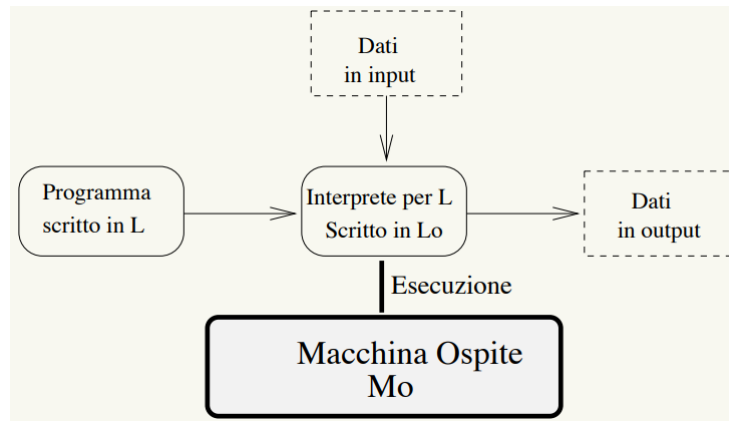 Dati
in input
Programma
scritto in L
Interprete per L
Scritto in Lo
Dati
in output
Esecuzione
Macchina Ospite
Mo